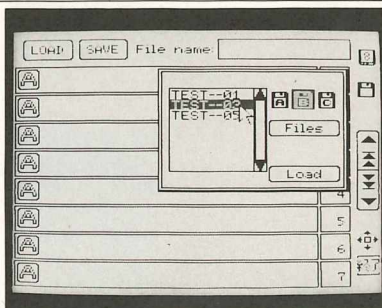 LOAD SAVE File name:
A
TEST--01 A B C
TEST--03
TEST--05
Files
Load
A
A
A
A
A 4
A 5
A 6
A 7